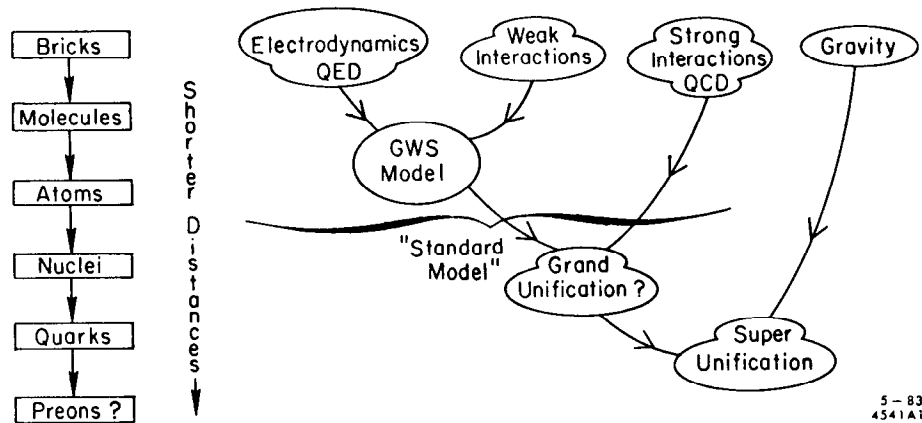 Bricks
Molecules
Atoms
Nuclei
Quarks
Preons ?
Shorter Distances
Electrodynamics
QED
Weak
Interactions
Strong
Interactions
QCD
Gravity
GWS
Model
"Standard
Model"
Grand
Unification ?
Super
Unification
5 – 83
4541A1